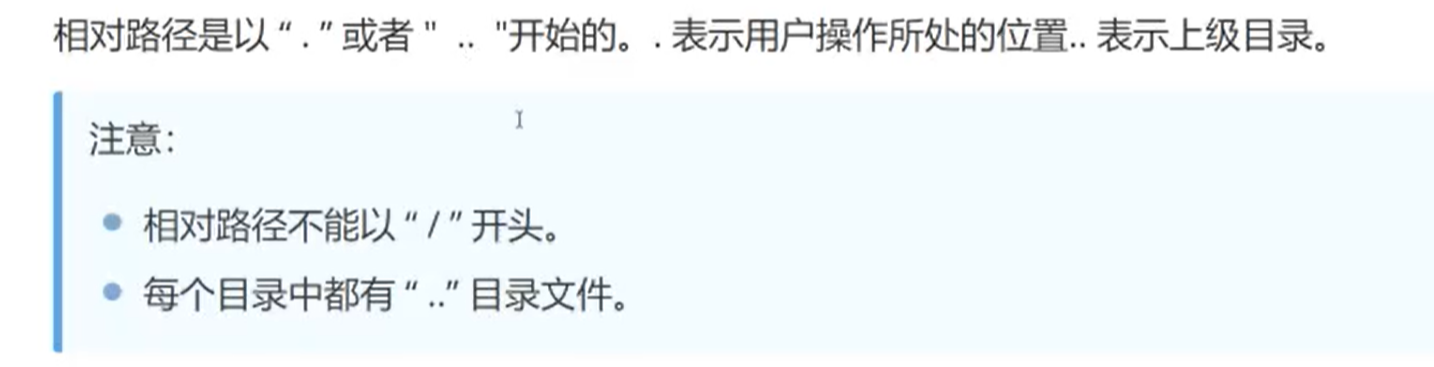 相对路径是以“ . ”或者 " .. "开始的。. 表示用户操作所处的位置.. 表示上级目录。
注意：
相对路径不能以“ / ”开头。
每个目录中都有“ ..”目录文件。